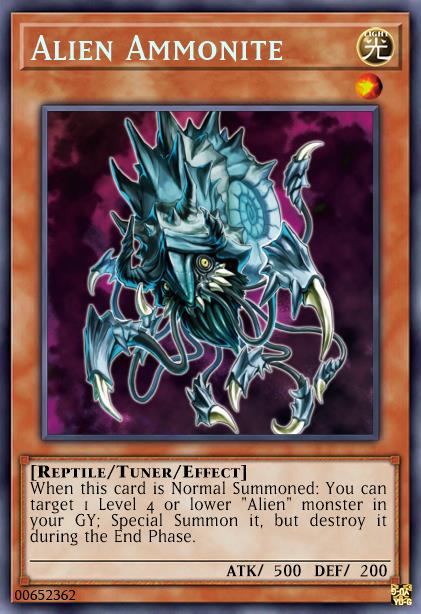 Alien Ammonite
LIGHT
光
[Reptile/Tuner/Effect]
When this card is Normal Summoned: You can
target 1 Level 4 or lower "Alien" monster in
your GY; Special Summon it, but destroy it
during the End Phase.
ATK/ 500 DEF/ 200
00652362